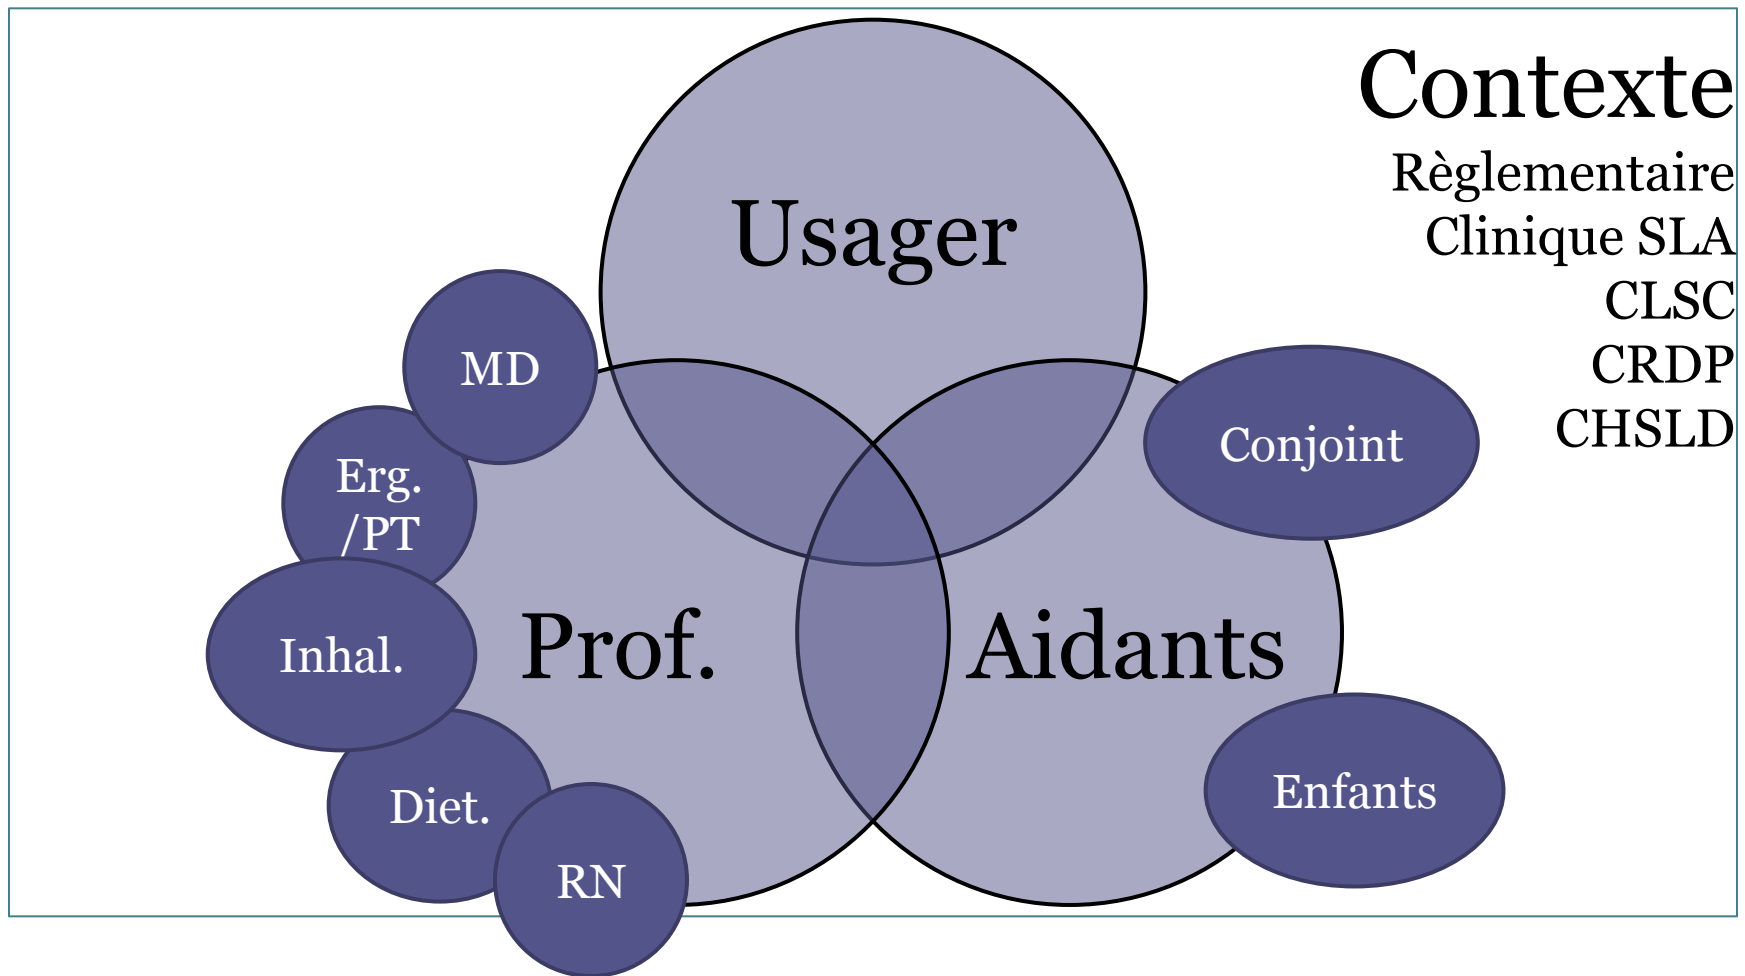 Contexte
Règlementaire
Clinique SLA
CLSC
CRDP
CHSLD
Usager
MD
Erg.
/PT
Inhal.
Diet.
RN
Prof.
Aidants
Conjoint
Enfants